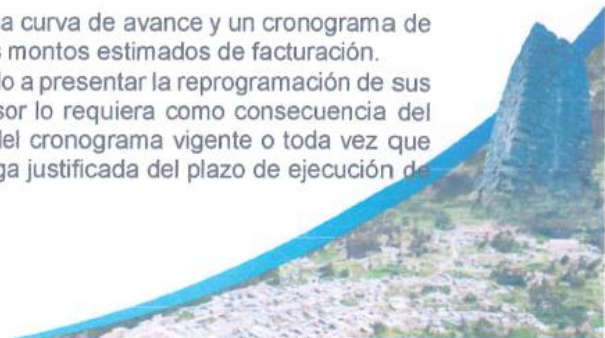 a curva de avance y un cronograma de
s montos estimados de facturación.
lo a presentar la reprogramación de sus
sor lo requiera como consecuencia del
del cronograma vigente o toda vez que
ga justificada del plazo de ejecución de